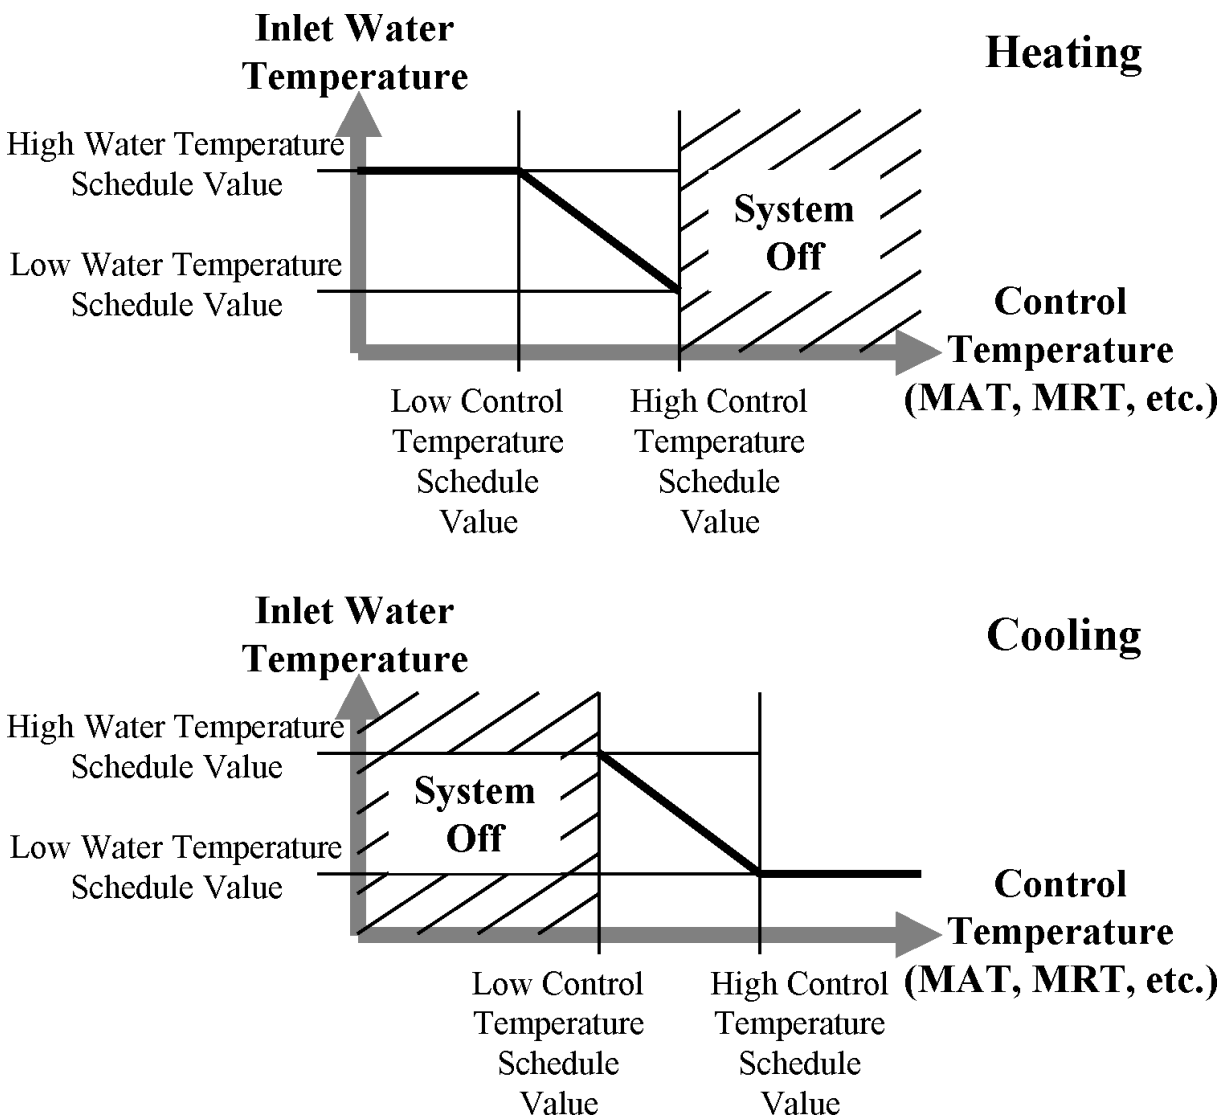 Inlet Water
Temperature
Heating
High Water Temperature
Schedule Value
System
Off
Low Water Temperature
Schedule Value
Control
Temperature
(MAT, MRT, etc.)
Low Control
Temperature
Schedule
Value
High Control
Temperature
Schedule
Value
Inlet Water
Temperature
Cooling
High Water Temperature
Schedule Value
System
Off
Low Water Temperature
Schedule Value
Control
Temperature
(MAT, MRT, etc.)
Low Control
Temperature
Schedule
Value
High Control
Temperature
Schedule
Value